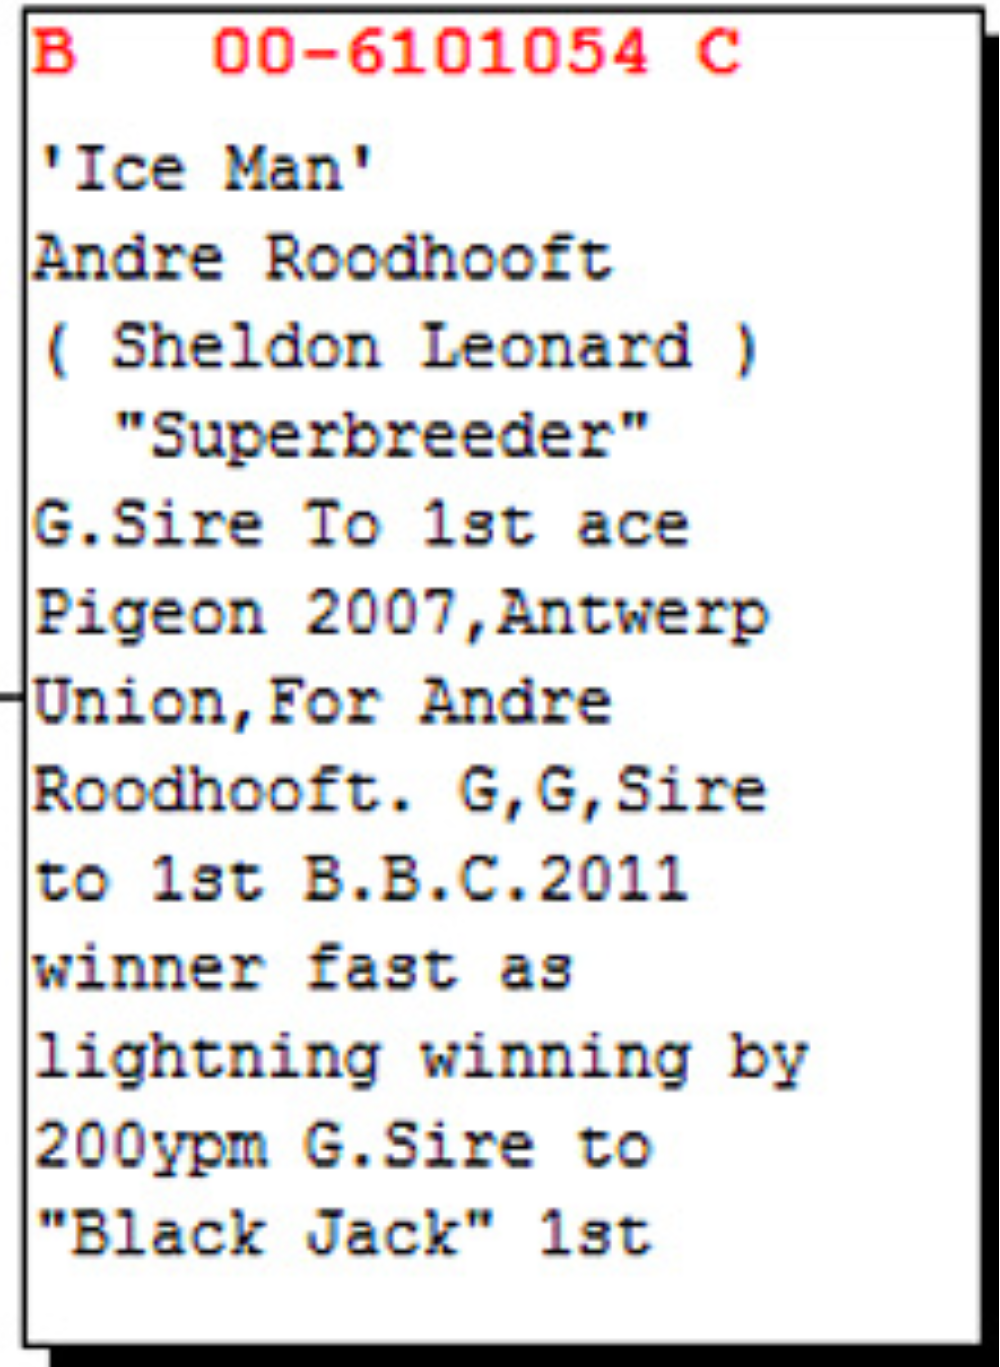 B   00-6101054 C
'Ice Man'
Andre Roodhooft
( Sheldon Leonard )
"Superbreeder"
G.Sire To 1st ace
Pigeon 2007,Antwerp
Union,For Andre
Roodhooft. G,G,Sire
to 1st B.B.C.2011
winner fast as
lightning winning by
200ypm G.Sire to
"Black Jack" 1st